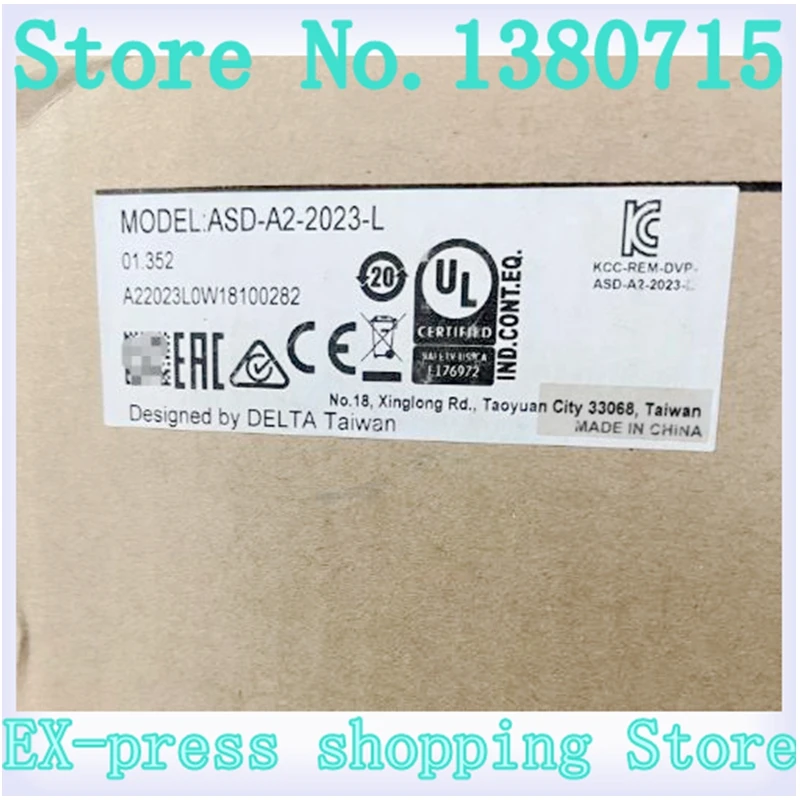 Store No.1380715
MODEL:ASD-A2-2023-L
01.352
A22023L0W18100282
20
UL
CERTIFIED
SAFETY US CA
E176972
IND.CONT.EQ.
KCC-REM-DVP-
ASD-A2-2023-L
EAC
CE
No.18, Xinglong Rd., Taoyuan City 33068, Taiwan
Designed by DELTA Taiwan
MADE IN CHINA
EX-press shopping Store